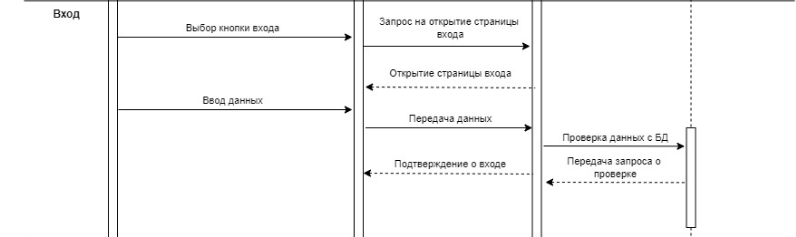 Вход
Выбор кнопки входа
Запрос на открытие страницы
входа
Открытие страницы входа
Ввод данных
Передача данных
Проверка данных с БД
Подтверждение о входе
Передача запроса о
проверке